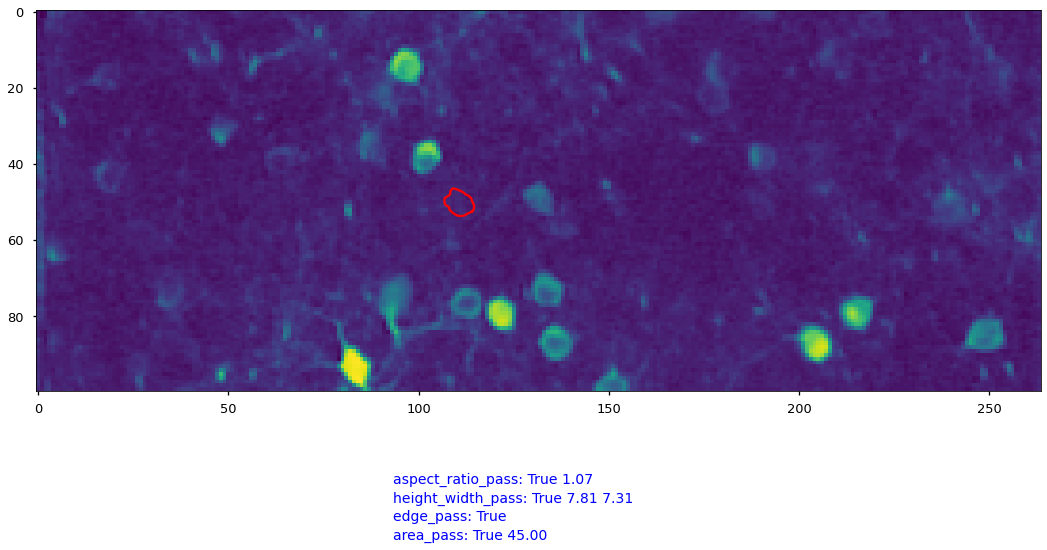 0
20
40
60
80
0 50 100 150 200 250
aspect_ratio_pass: True 1.07
height_width_pass: True 7.81 7.31
edge_pass: True
area_pass: True 45.00